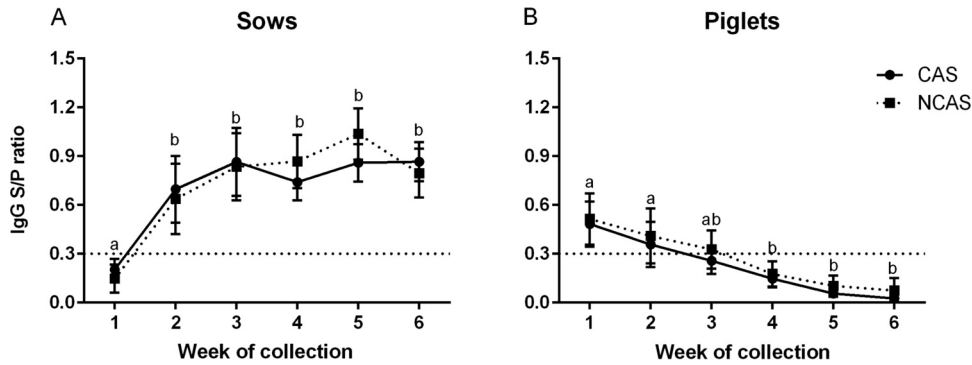 A
Sows
IgG S/P ratio
1.5
1.2
0.9
0.6
0.3
0.0
a
b
b
b
b
b
1
2
3
4
5
6
Week of collection
B
Piglets
1.5
1.2
0.9
0.6
0.3
0.0
a
a
ab
b
b
b
1
2
3
4
5
6
Week of collection
CAS
NCAS